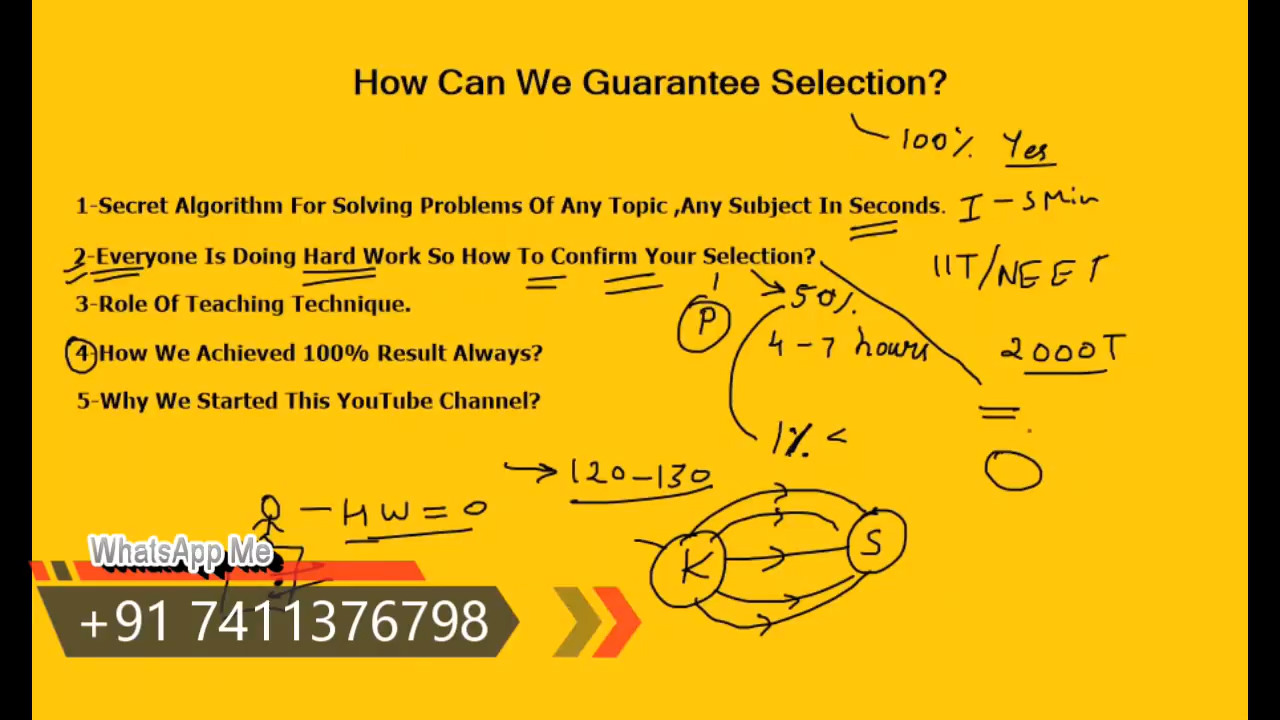 How Can We Guarantee Selection?
100% Yes
1-Secret Algorithm For Solving Problems Of Any Topic ,Any Subject In Seconds.
I - 5 Min
2-Everyone Is Doing Hard Work So How To Confirm Your Selection?
IIT/NEET
50%
3-Role Of Teaching Technique.
P
4 - 7 hours
2000T
4-How We Achieved 100% Result Always?
5-Why We Started This YouTube Channel?
1% <
120-130
- HW = 0
K
S
WhatsApp Me
+91 7411376798